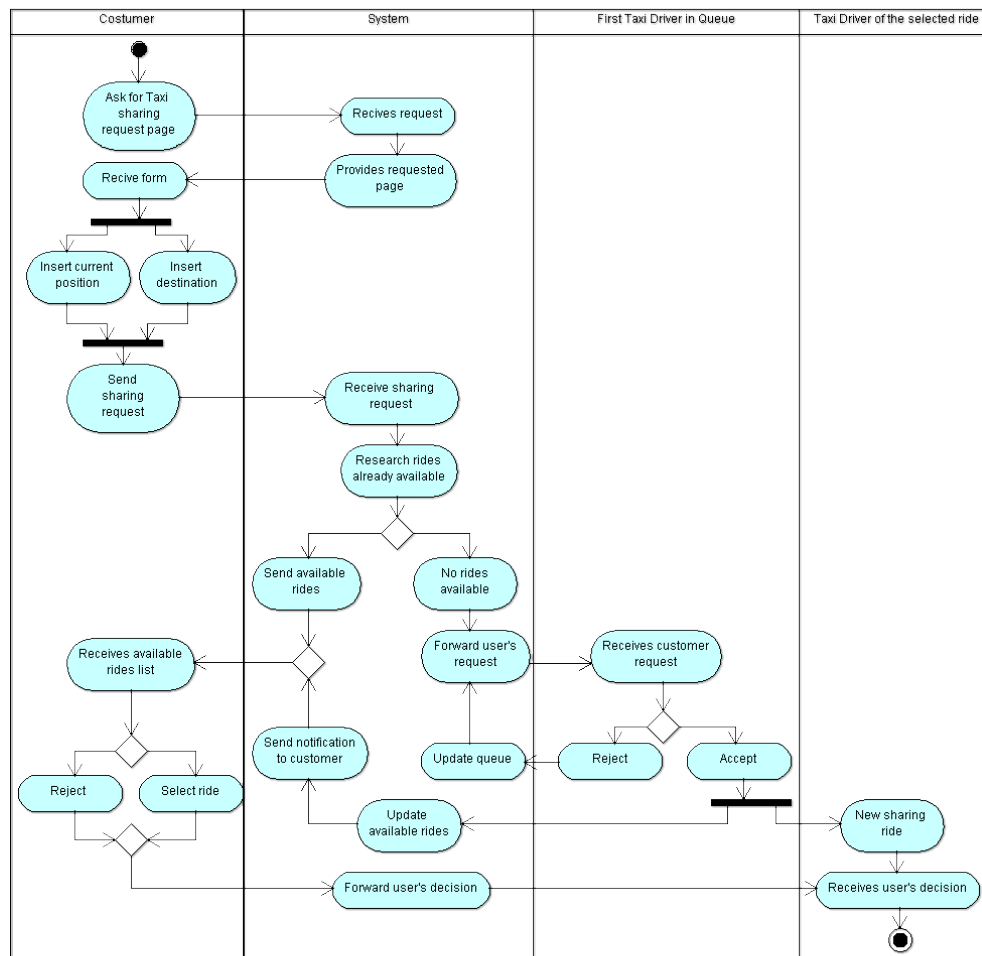 Costumer
System
First Taxi Driver in Queue
Taxi Driver of the selected ride
Ask for Taxi
sharing
request page
Recives request
Provides requested
page
Recive form
Insert current
position
Insert
destination
Send
sharing
request
Receive sharing
request
Research rides
already available
Send available
rides
No rides
available
Receives available
rides list
Forward user's
request
Receives customer
request
Send notification
to customer
Update queue
Reject
Accept
Reject
Select ride
Update
available rides
New sharing
ride
Forward user's decision
Receives user's decision